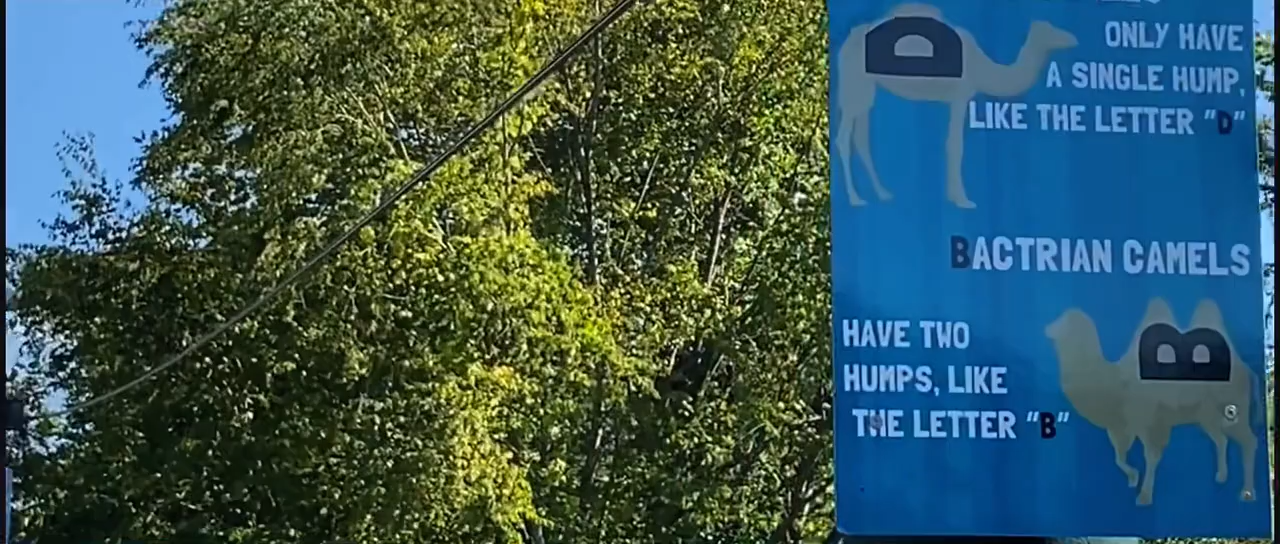 ONLY HAVE
A SINGLE HUMP,
LIKE THE LETTER "D"
BACTRIAN CAMELS
HAVE TWO
HUMPS, LIKE
THE LETTER "B"